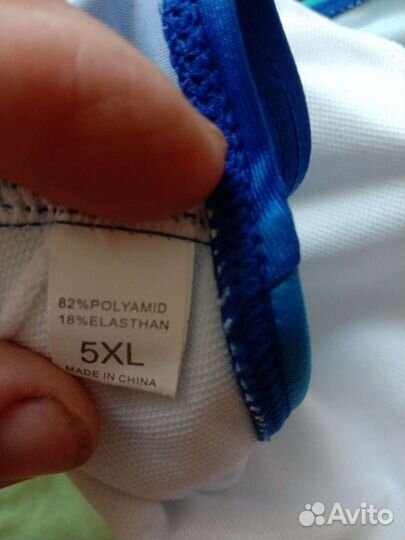 82%POLYAMID
18%ELASTHAN
5XL
MADE IN CHINA
Avito